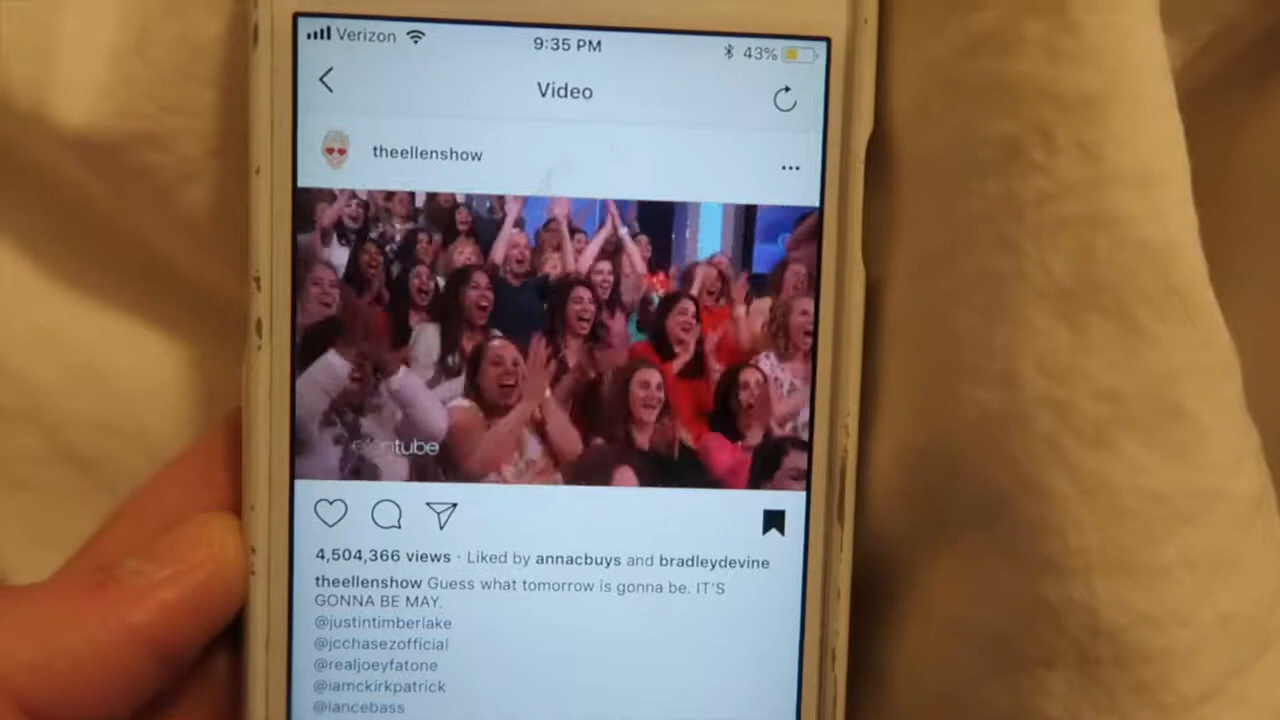 Verizon
9:35 PM
43%
Video
theellenshow
ellentube
4,504,366 views · Liked by annacbuys and bradleydevine
theellenshow Guess what tomorrow is gonna be. IT'S
GONNA BE MAY.
@justintimberlake
@jcchasezofficial
@realjoeyfatone
@iamckirkpatrick
@lancebass